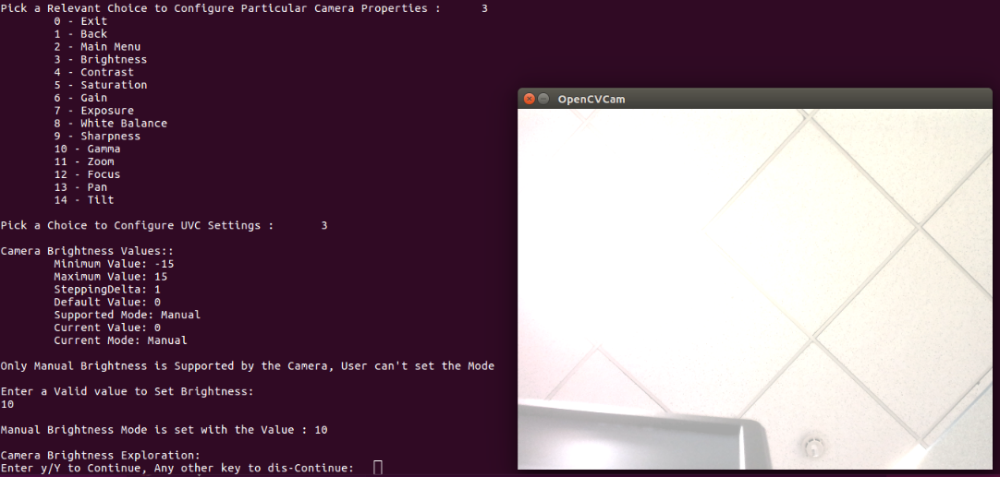 Pick a Relevant Choice to Configure Particular Camera Properties :      3
        0 - Exit
        1 - Back
        2 - Main Menu
        3 - Brightness
        4 - Contrast
        5 - Saturation
        6 - Gain
        7 - Exposure
        8 - White Balance
        9 - Sharpness
        10 - Gamma
        11 - Zoom
        12 - Focus
        13 - Pan
        14 - Tilt
Pick a Choice to Configure UVC Settings :       3
Camera Brightness Values::
        Minimum Value: -15
        Maximum Value: 15
        SteppingDelta: 1
        Default Value: 0
        Supported Mode: Manual
        Current Value: 0
        Current Mode: Manual
Only Manual Brightness is Supported by the Camera, User can't set the Mode
Enter a Valid value to Set Brightness:
10
Manual Brightness Mode is set with the Value : 10
Camera Brightness Exploration:
Enter y/Y to Continue, Any other key to dis-Continue:
OpenCVCam